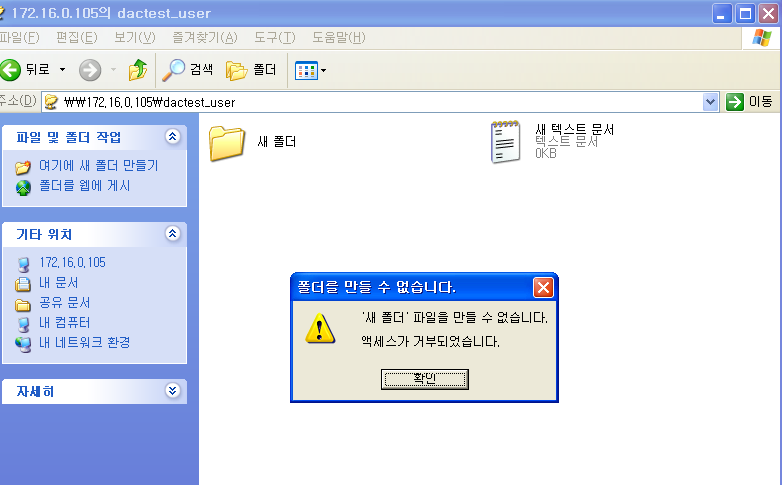 172.16.0.105의 dactest_user
파일(F) 편집(E) 보기(V) 즐겨찾기(A) 도구(T) 도움말(H)
뒤로 검색 폴더
주소(D) ₩₩172.16.0.105₩dactest_user 이동
파일 및 폴더 작업
여기에 새 폴더 만들기
폴더를 웹에 게시
기타 위치
172.16.0.105
내 문서
공유 문서
내 컴퓨터
내 네트워크 환경
자세히
새 폴더
새 텍스트 문서
텍스트 문서
0KB
폴더를 만들 수 없습니다.
'새 폴더' 파일을 만들 수 없습니다.
액세스가 거부되었습니다.
확인